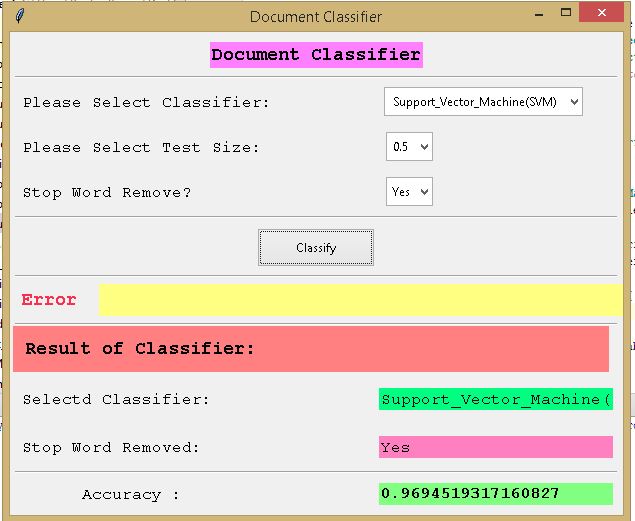 Document Classifier
Document Classifier
Please Select Classifier: Support_Vector_Machine(SVM)
Please Select Test Size: 0.5
Stop Word Remove? Yes
Classify
Error
Result of Classifier:
Selectd Classifier: Support_Vector_Machine(
Stop Word Removed: Yes
Accuracy : 0.9694519317160827